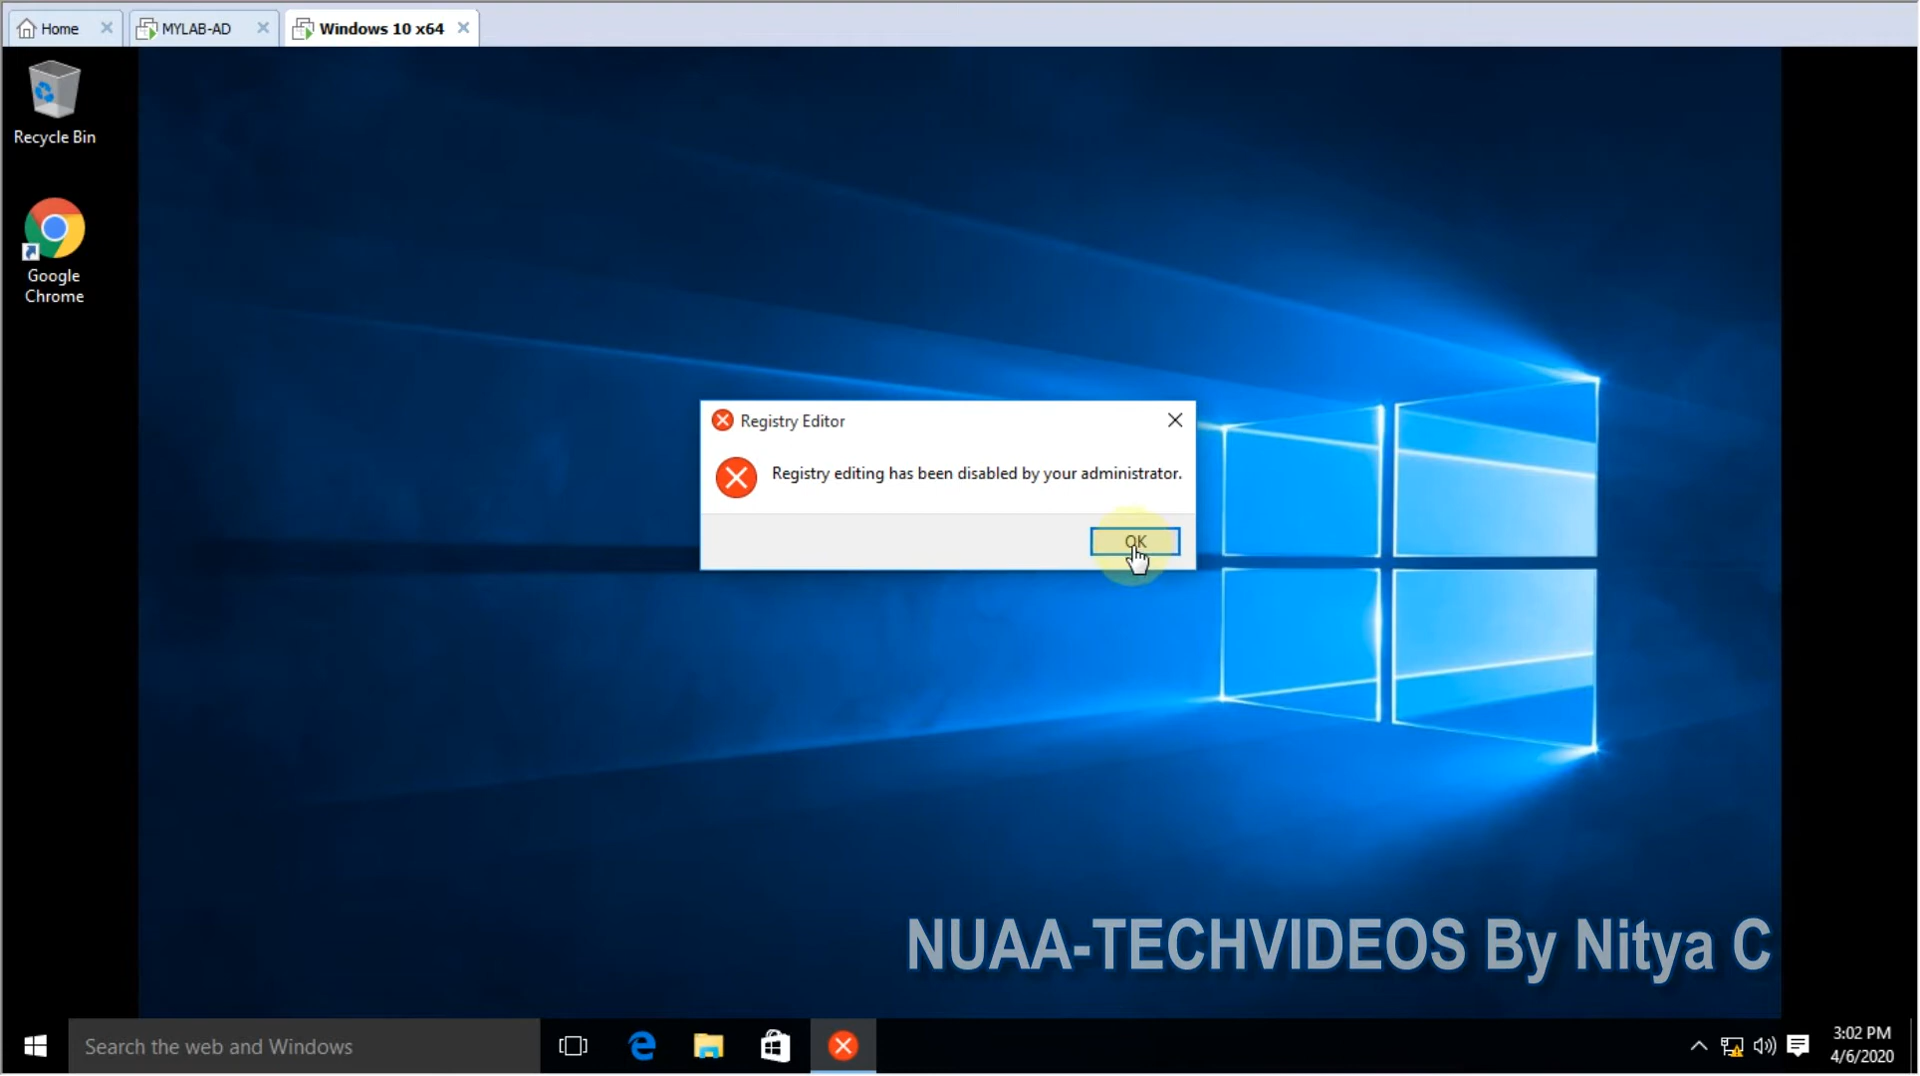 Home
MYLAB-AD
Windows 10 x64
Recycle Bin
Google
Chrome
Registry Editor
Registry editing has been disabled by your administrator.
OK
NUAA-TECHVIDEOS By Nitya C
Search the web and Windows
3:02 PM
4/6/2020